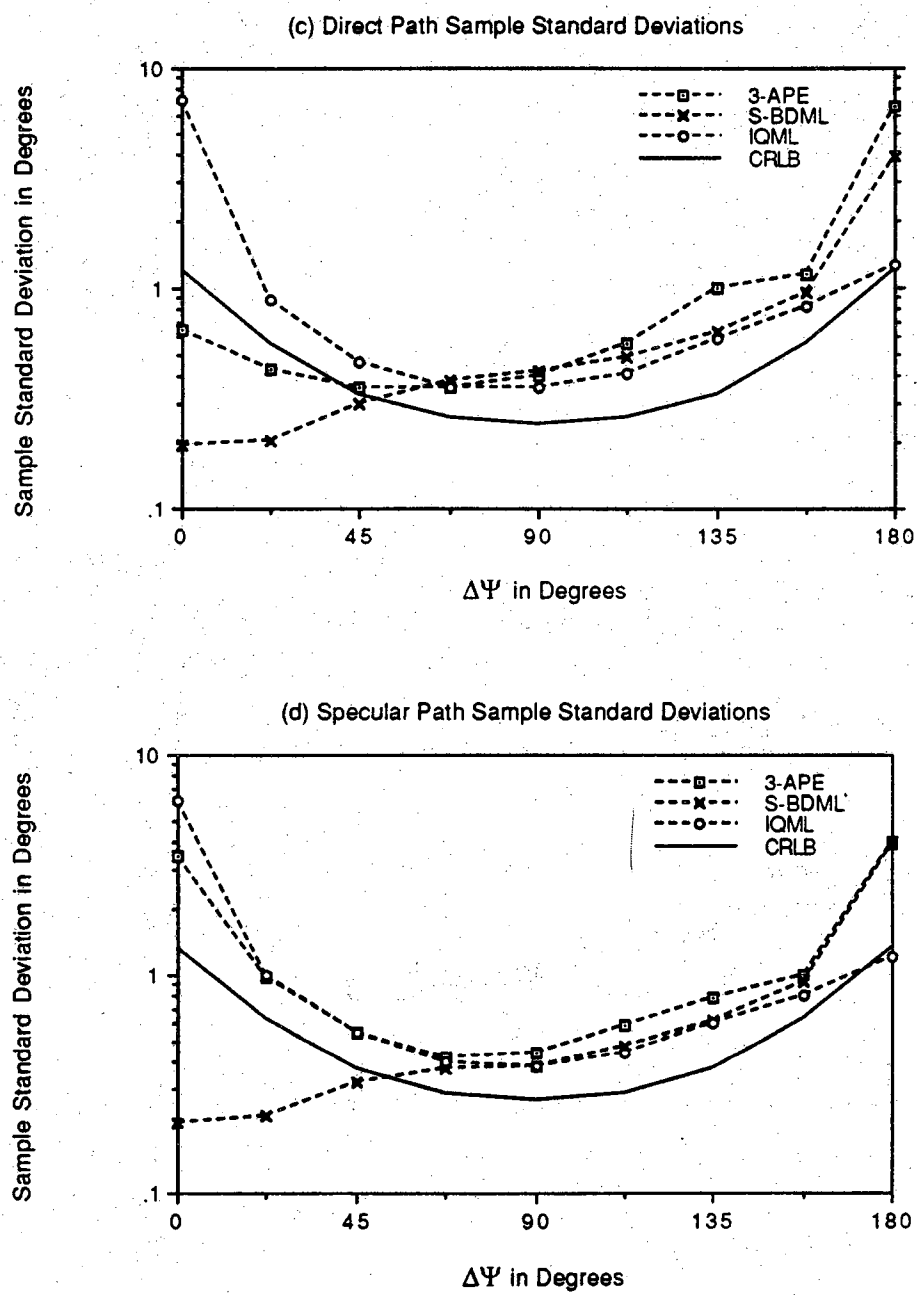 (c) Direct Path Sample Standard Deviations
Sample Standard Deviation in Degrees
10
1
.1
3-APE
S-BDML
IQML
CRLB
0 45 90 135 180
ΔΨ in Degrees
(d) Specular Path Sample Standard Deviations
Sample Standard Deviation in Degrees
10
1
.1
3-APE
S-BDML
IQML
CRLB
0 45 90 135 180
ΔΨ in Degrees